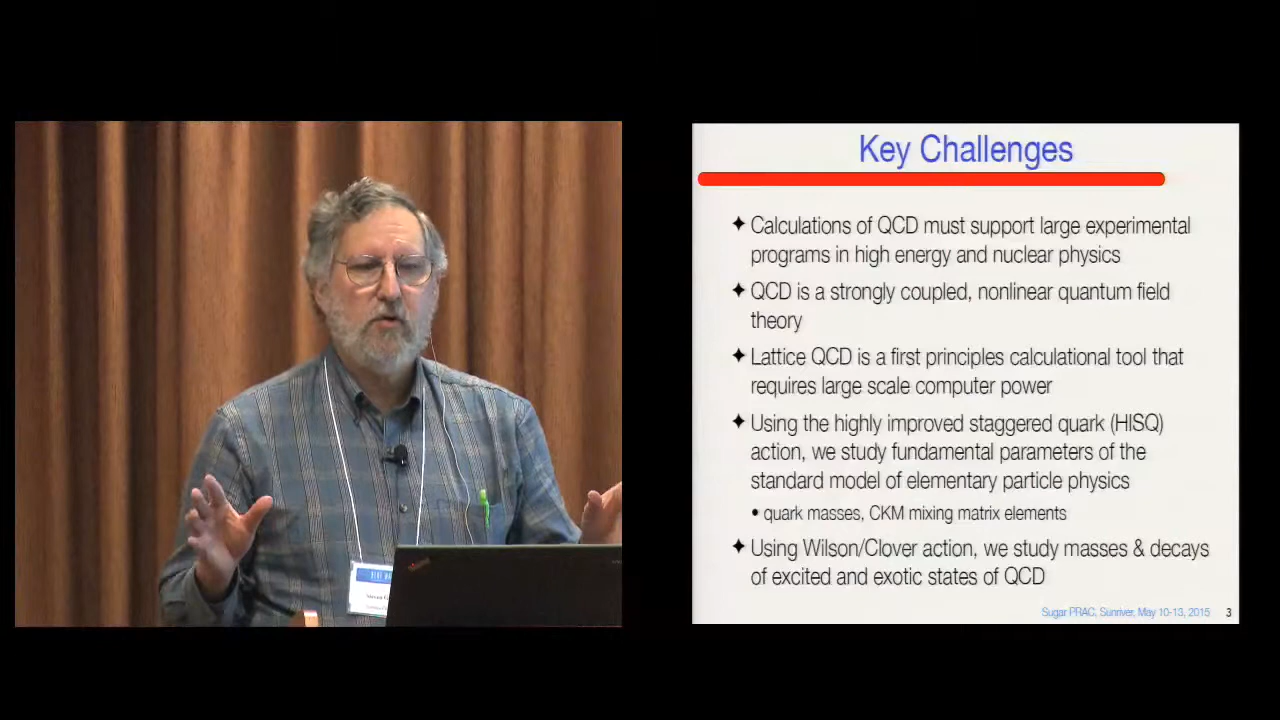 Key Challenges
✦ Calculations of QCD must support large experimental
programs in high energy and nuclear physics
✦ QCD is a strongly coupled, nonlinear quantum field
theory
✦ Lattice QCD is a first principles calculational tool that
requires large scale computer power
✦ Using the highly improved staggered quark (HISQ)
action, we study fundamental parameters of the
standard model of elementary particle physics
• quark masses, CKM mixing matrix elements
✦ Using Wilson/Clover action, we study masses & decays
of excited and exotic states of QCD
Sugar PRAC, Sunriver, May 10-13, 2015 3